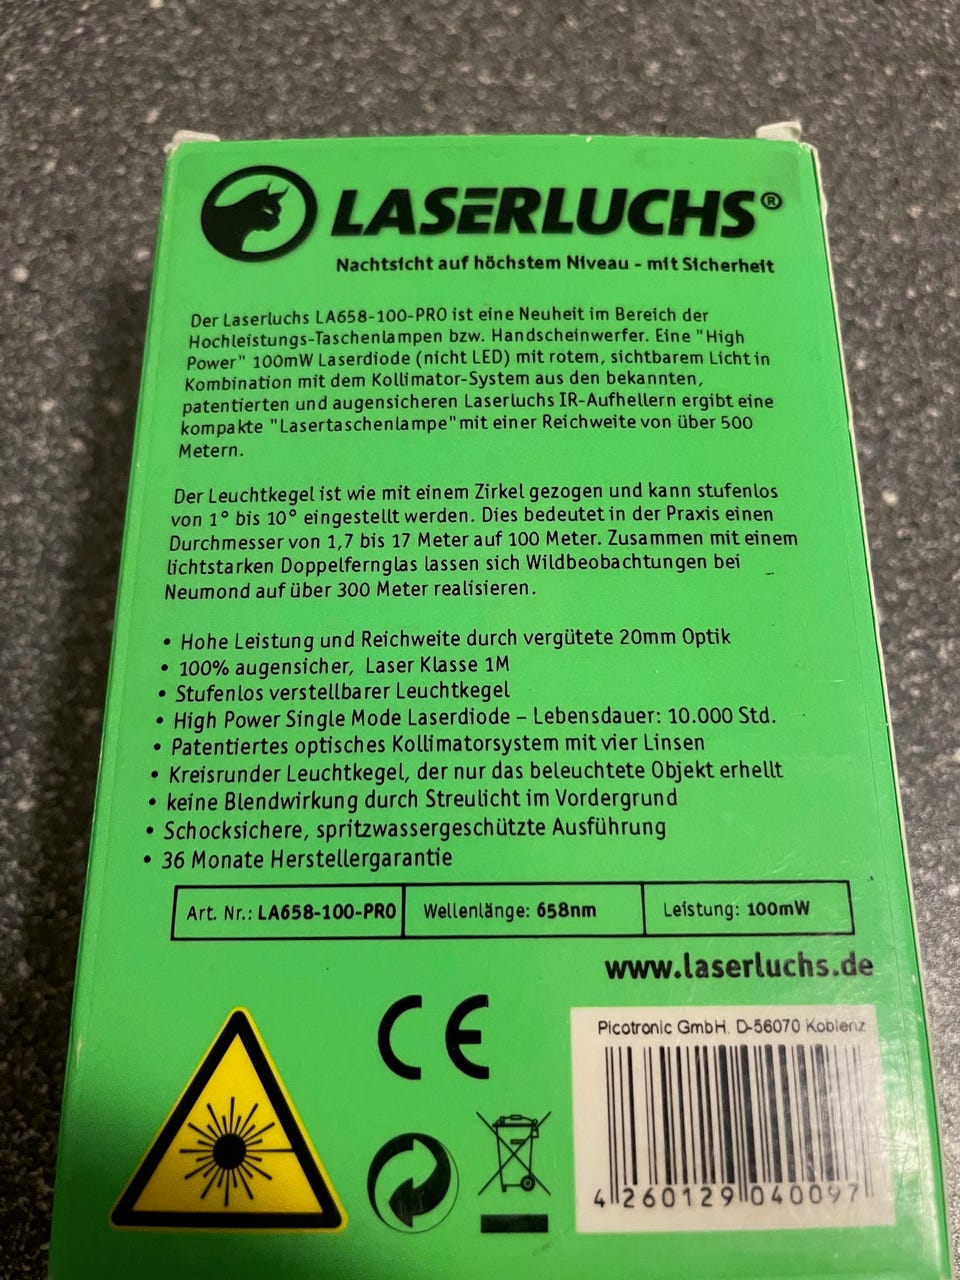 LASERLUCHS®
Nachtsicht auf höchstem Niveau - mit Sicherheit
Der Laserluchs LA658-100-PRO ist eine Neuheit im Bereich der
Hochleistungs-Taschenlampen bzw. Handscheinwerfer. Eine "High
Power" 100mW Laserdiode (nicht LED) mit rotem, sichtbarem Licht in
Kombination mit dem Kollimator-System aus den bekannten,
patentierten und augensicheren Laserluchs IR-Aufhellern ergibt eine
kompakte "Lasertaschenlampe" mit einer Reichweite von über 500
Metern.
Der Leuchtkegel ist wie mit einem Zirkel gezogen und kann stufenlos
von 1° bis 10° eingestellt werden. Dies bedeutet in der Praxis einen
Durchmesser von 1,7 bis 17 Meter auf 100 Meter. Zusammen mit einem
lichtstarken Doppelfernglas lassen sich Wildbeobachtungen bei
Neumond auf über 300 Meter realisieren.
• Hohe Leistung und Reichweite durch vergütete 20mm Optik
• 100% augensicher, Laser Klasse 1M
• Stufenlos verstellbarer Leuchtkegel
• High Power Single Mode Laserdiode – Lebensdauer: 10.000 Std.
• Patentiertes optisches Kollimatorsystem mit vier Linsen
• Kreisrunder Leuchtkegel, der nur das beleuchtete Objekt erhellt
• keine Blendwirkung durch Streulicht im Vordergrund
• Schocksichere, spritzwassergeschützte Ausführung
• 36 Monate Herstellergarantie
Art. Nr.: LA658-100-PRO Wellenlänge: 658nm Leistung: 100mW
www.laserluchs.de
CE
Picotronic GmbH, D-56070 Koblenz
4 260129 040097